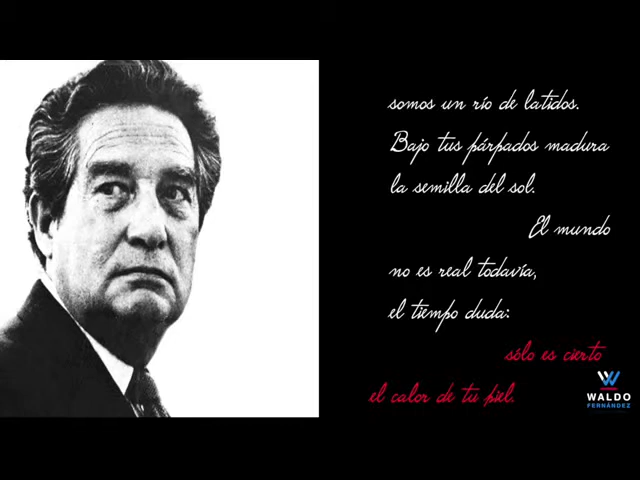 somos un río de latidos.
Bajo tus párpados madura
la semilla del sol.
El mundo
no es real todavía,
el tiempo duda:
sólo es cierto
el calor de tu piel.
WALDO
FERNÁNDEZ